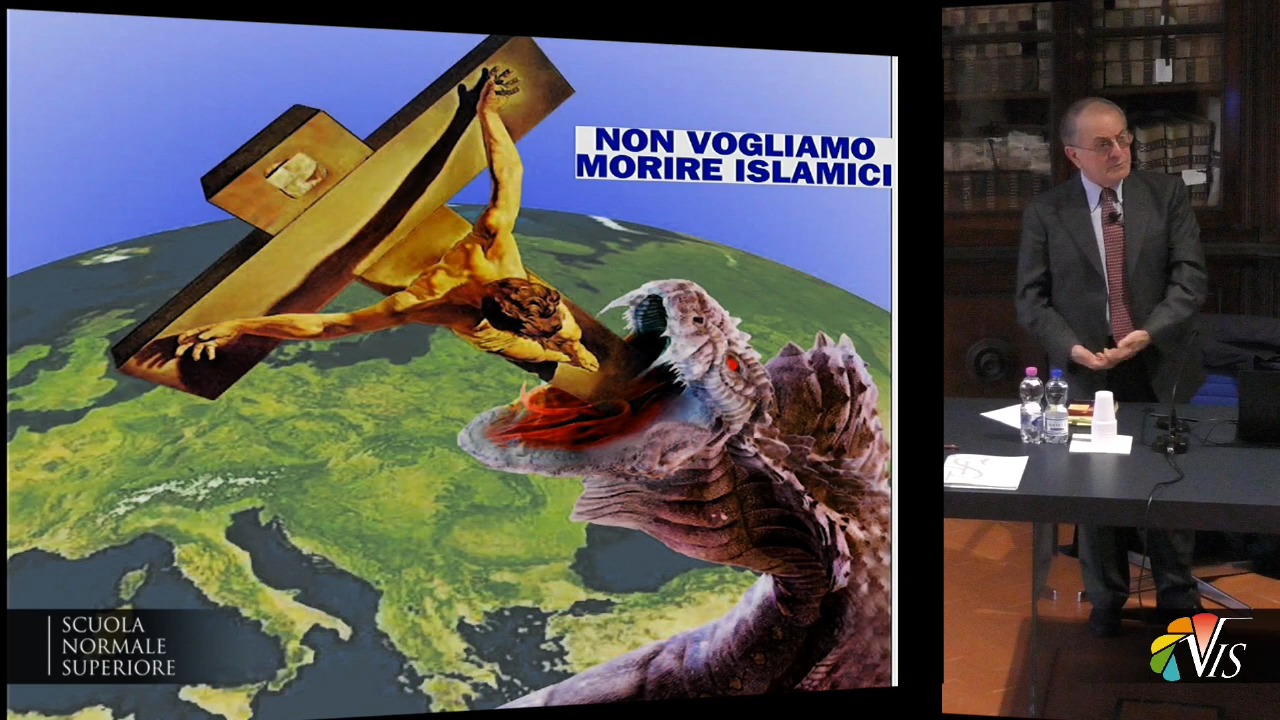 NON VOGLIAMO
MORIRE ISLAMICI
SCUOLA
NORMALE
SUPERIORE
VIS